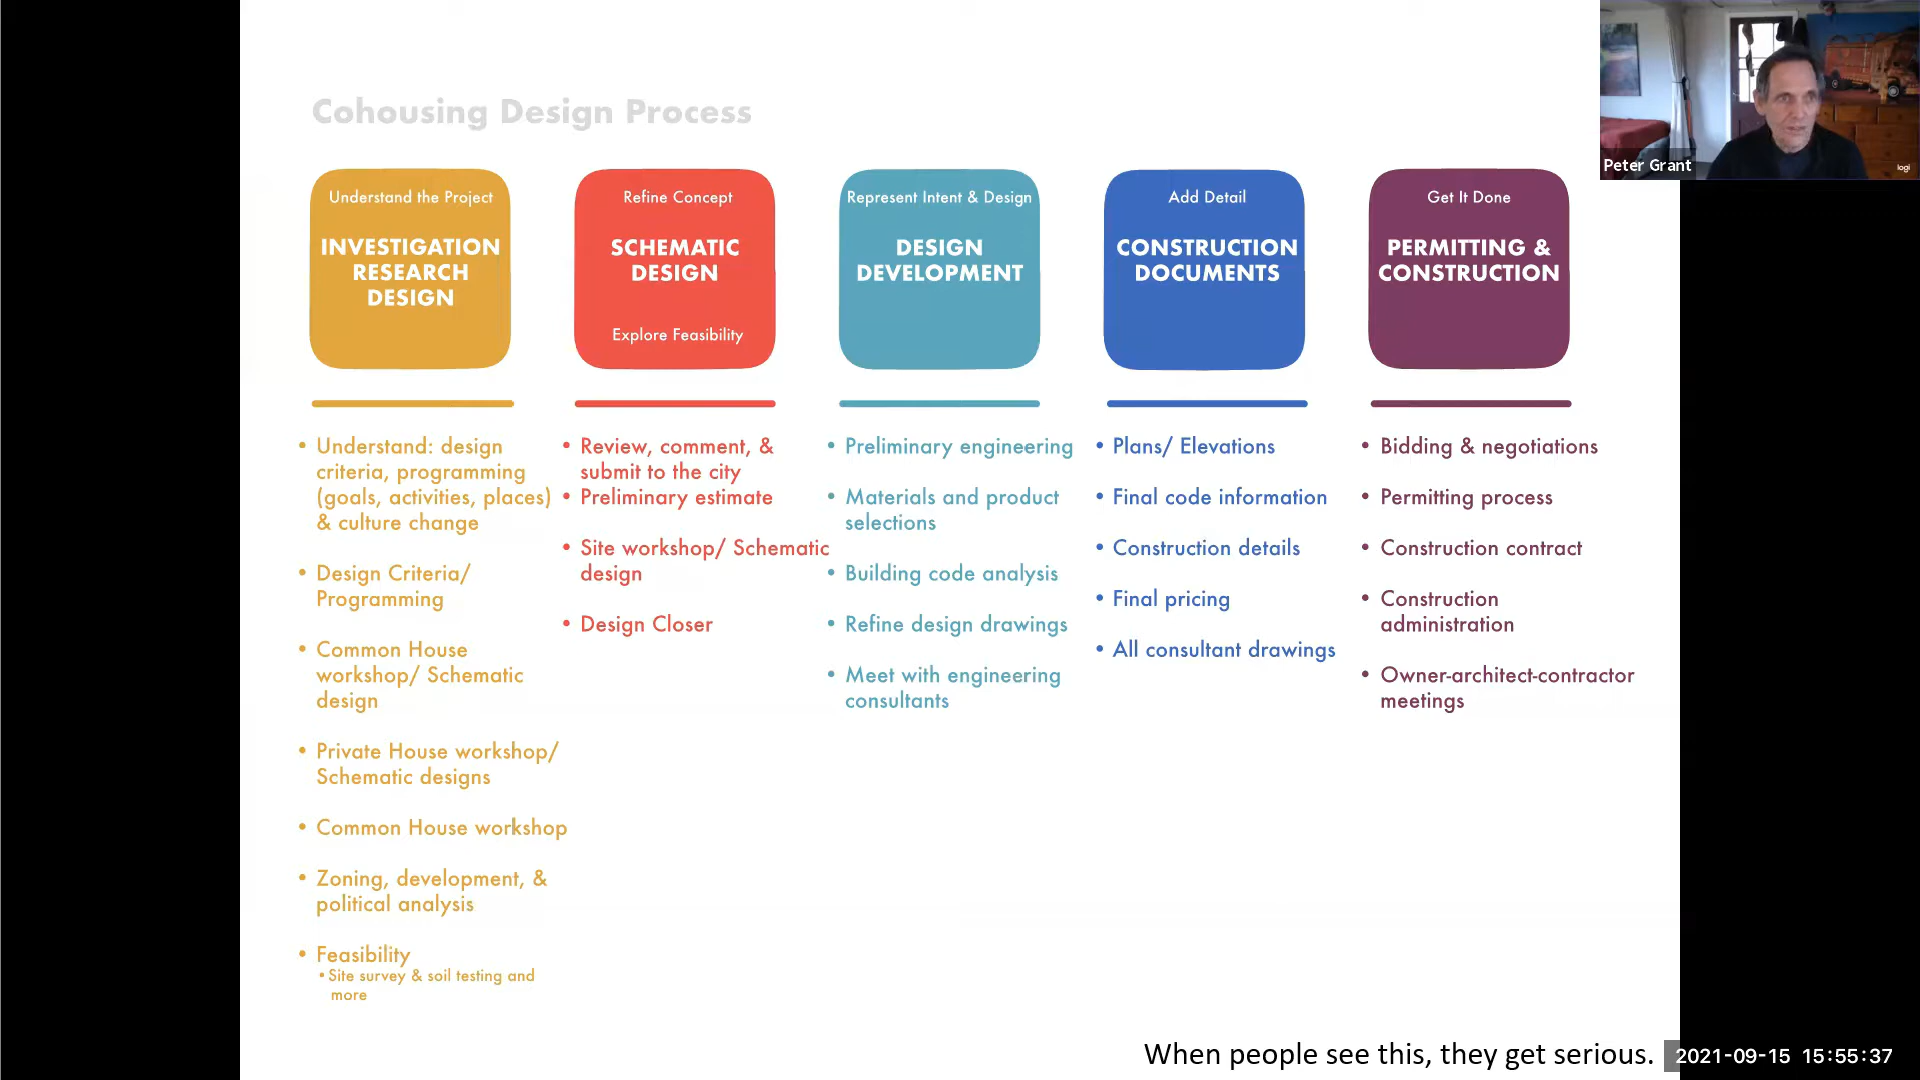 Cohousing Design Process
Understand the Project
INVESTIGATION
RESEARCH
DESIGN
Refine Concept
SCHEMATIC
DESIGN
Explore Feasibility
Represent Intent & Design
DESIGN
DEVELOPMENT
Add Detail
CONSTRUCTION
DOCUMENTS
Get It Done
PERMITTING &
CONSTRUCTION
• Understand: design
criteria, programming
(goals, activities, places)
& culture change
• Design Criteria/
Programming
• Common House
workshop/ Schematic
design
• Private House workshop/
Schematic designs
• Common House workshop
• Zoning, development, &
political analysis
• Feasibility
• Site survey & soil testing and
more
• Review, comment, &
submit to the city
• Preliminary estimate
• Site workshop/ Schematic
design
• Design Closer
• Preliminary engineering
• Materials and product
selections
• Building code analysis
• Refine design drawings
• Meet with engineering
consultants
• Plans/ Elevations
• Final code information
• Construction details
• Final pricing
• All consultant drawings
• Bidding & negotiations
• Permitting process
• Construction contract
• Construction
administration
• Owner-architect-contractor
meetings
When people see this, they get serious.
Peter Grant
logi
2021-09-15 15:55:37